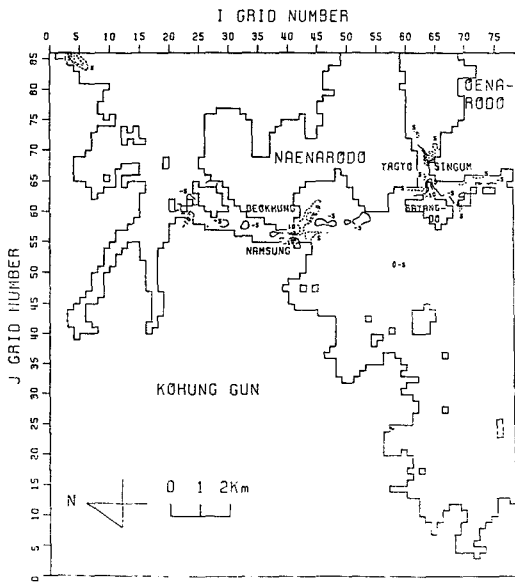 I GRID NUMBER
0 5 10 15 20 25 30 35 40 45 50 55 60 65 70 75
J GRID NUMBER
85
80
75
70
65
60
55
50
45
40
35
30
25
20
15
10
5
0
OENA-
RODO
NAENARODO
YAGYO
SINGUM
DEOKHUNG
NAMSUNG
KOHUNG GUN
N
0 1 2Km